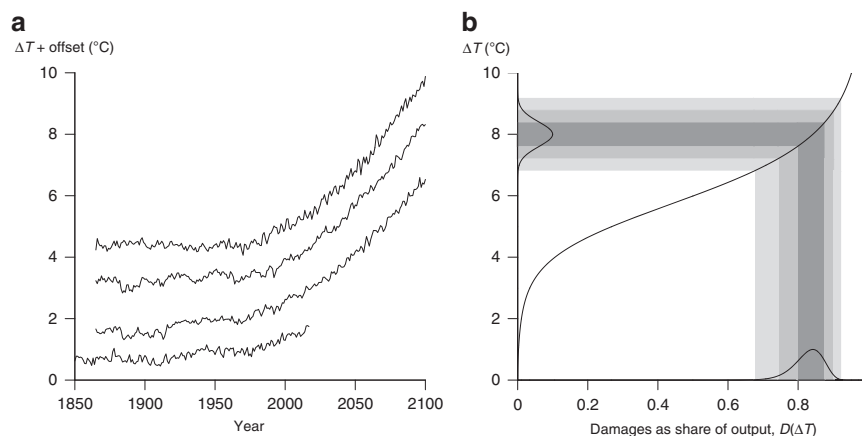 a
ΔT + offset (°C)
10
8
6
4
2
0
1850 1900 1950 2000 2050 2100
Year
b
ΔT (°C)
10
8
6
4
2
0
0 0.2 0.4 0.6 0.8
Damages as share of output, D(ΔT)